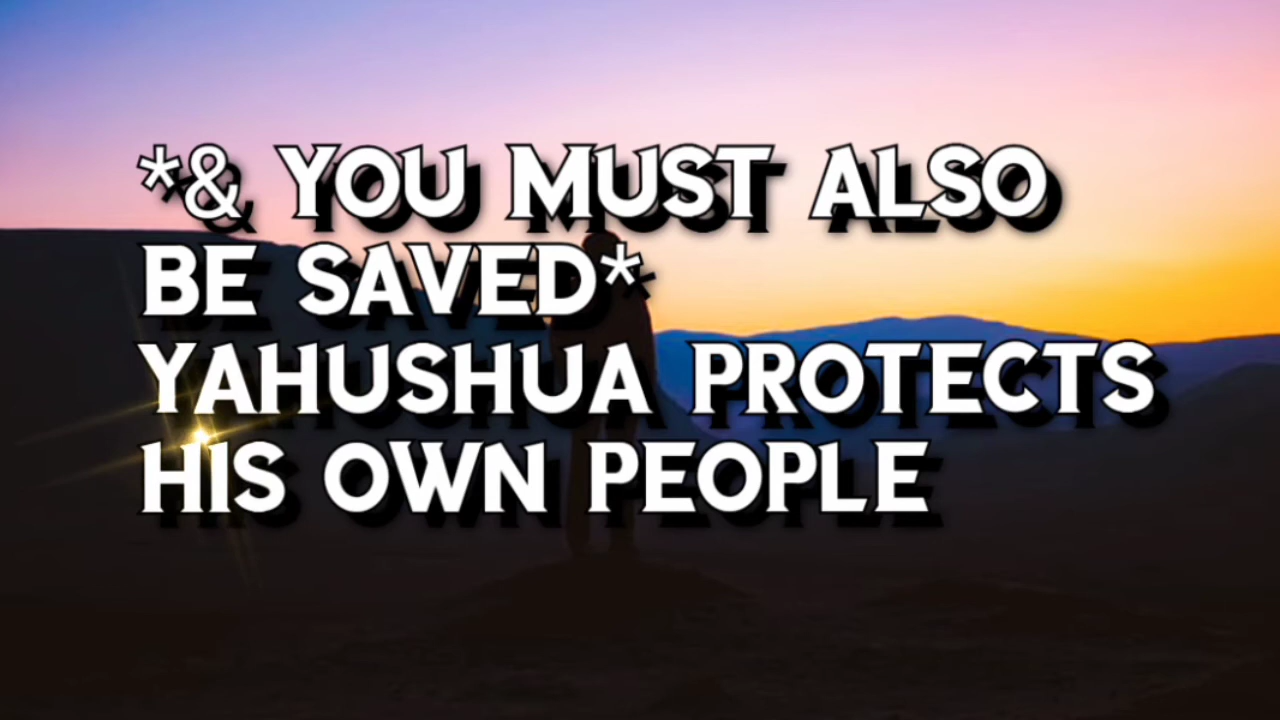 *& YOU MUST ALSO
BE SAVED*
YAHUSHUA PROTECTS
HIS OWN PEOPLE